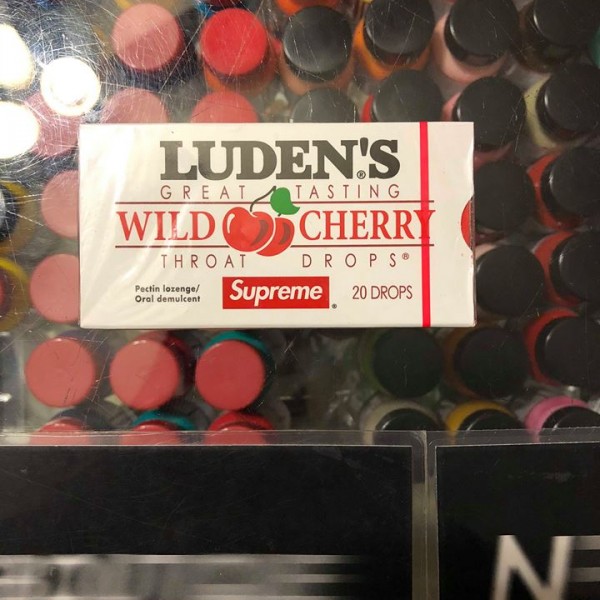 LUDEN'S®
GREAT TASTING
WILD CHERRY
THROAT DROPS®
Pectin lozenge/
Oral demulcent
Supreme®
20 DROPS
N